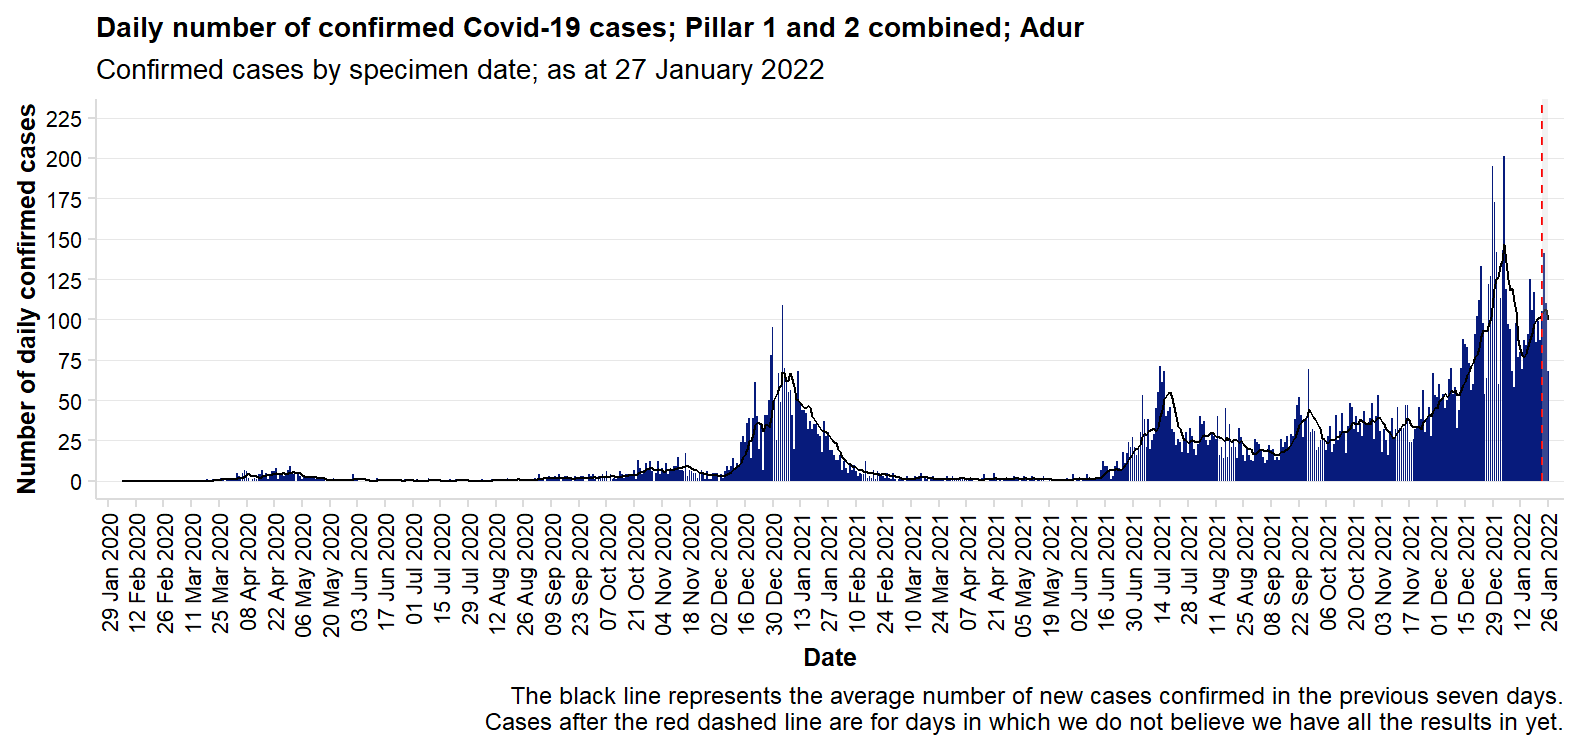 Daily number of confirmed Covid-19 cases; Pillar 1 and 2 combined; Adur
Confirmed cases by specimen date; as at 27 January 2022
Number of daily confirmed cases
225
200
175
150
125
100
75
50
25
0
29 Jan 2020
12 Feb 2020
26 Feb 2020
11 Mar 2020
25 Mar 2020
08 Apr 2020
22 Apr 2020
06 May 2020
20 May 2020
03 Jun 2020
17 Jun 2020
01 Jul 2020
15 Jul 2020
29 Jul 2020
12 Aug 2020
26 Aug 2020
09 Sep 2020
23 Sep 2020
07 Oct 2020
21 Oct 2020
04 Nov 2020
18 Nov 2020
02 Dec 2020
16 Dec 2020
30 Dec 2020
13 Jan 2021
27 Jan 2021
10 Feb 2021
24 Feb 2021
10 Mar 2021
24 Mar 2021
07 Apr 2021
21 Apr 2021
05 May 2021
19 May 2021
02 Jun 2021
16 Jun 2021
30 Jun 2021
14 Jul 2021
28 Jul 2021
11 Aug 2021
25 Aug 2021
08 Sep 2021
22 Sep 2021
06 Oct 2021
20 Oct 2021
03 Nov 2021
17 Nov 2021
01 Dec 2021
15 Dec 2021
29 Dec 2021
12 Jan 2022
26 Jan 2022
Date
The black line represents the average number of new cases confirmed in the previous seven days.
Cases after the red dashed line are for days in which we do not believe we have all the results in yet.